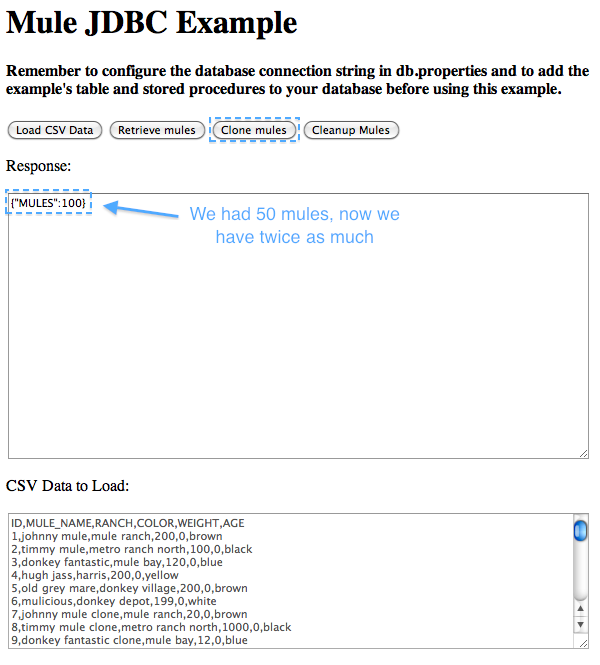 Mule JDBC Example
Remember to configure the database connection string in db.properties and to add the
example's table and stored procedures to your database before using this example.
Load CSV Data Retrieve mules Clone mules Cleanup Mules
Response:
{"MULES":100}
We had 50 mules, now we
have twice as much
CSV Data to Load:
ID,MULE_NAME,RANCH,COLOR,WEIGHT,AGE
1,johnny mule,mule ranch,200,0,brown
2,timmy mule,metro ranch north,100,0,black
3,donkey fantastic,mule bay,120,0,blue
4,hugh jass,harris,200,0,yellow
5,old grey mare,donkey village,200,0,brown
6,mulicious,donkey depot,199,0,white
7,johnny mule clone,mule ranch,20,0,brown
8,timmy mule clone,metro ranch north,1000,0,black
9,donkey fantastic clone,mule bay,12,0,blue